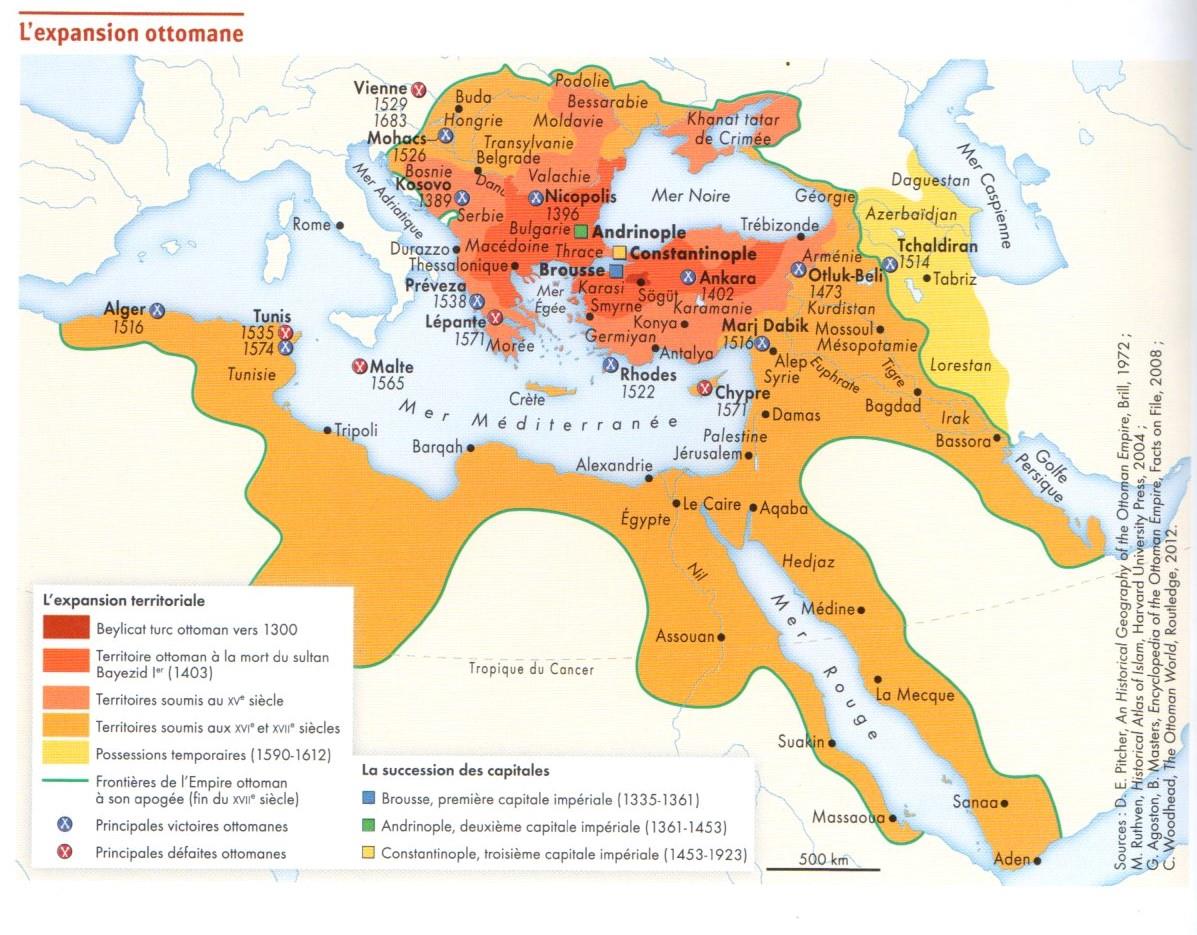 L'expansion ottomane
Vienne
1529
1683
Buda
Hongrie
Podolie
Bessarabie
Moldavie
Khanat tatar
de Crimée
Mohacs
1526
Transylvanie
Belgrade
Bosnie
Danu
Valachie
Kosovo
1389
Serbie
Nicopolis
1396
Mer Adriatique
Mer Noire
Mer Caspienne
Daguestan
Géorgie
Azerbaïdjan
Rome
Bulgarie
Andrinople
Trébizonde
Tchaldiran
1514
Durazzo
Macédoine
Thrace
Constantinople
Arménie
Thessalonique
Brousse
Ankara
1402
Otluk-Beli
1473
Tabriz
Préveza
1538
Mer
Égée
Karasi
Sögüt
Smyrne
Karamanie
Kurdistan
Alger
1516
Tunis
1535
1574
Lépante
1571
Morée
Konya
Germiyan
Antalya
Marj Dabik
1516
Mossoul
Mésopotamie
Tunisie
Malte
1565
Rhodes
1522
Alep
Syrie
Euphrate
Tigre
Lorestan
Crète
Chypre
1571
Bagdad
Irak
Mer Méditerranée
Damas
Tripoli
Barqah
Palestine
Jérusalem
Bassora
Alexandrie
Golfe
Persique
Le Caire
Aqaba
Égypte
Nil
Hedjaz
Médine
Assouan
Mer Rouge
Tropique du Cancer
La Mecque
Suakin
Massaoua
Sanaa
Aden
500 km
L'expansion territoriale
Beylicat turc ottoman vers 1300
Territoire ottoman à la mort du sultan
Bayezid Ier (1403)
Territoires soumis au XVe siècle
Territoires soumis aux XVIe et XVIIe siècles
Possessions temporaires (1590-1612)
Frontières de l'Empire ottoman
à son apogée (fin du XVIIe siècle)
Principales victoires ottomanes
Principales défaites ottomanes
La succession des capitales
Brousse, première capitale impériale (1335-1361)
Andrinople, deuxième capitale impériale (1361-1453)
Constantinople, troisième capitale impériale (1453-1923)
Sources : D. E. Pitcher, An Historical Geography of the Ottoman Empire, Brill, 1972 ;
M. Ruthven, Historical Atlas of Islam, Harvard University Press, 2004 ;
G. Agoston, B. Masters, Encyclopedia of the Ottoman Empire, Facts on File, 2008 ;
C. Woodhead, The Ottoman World, Routledge, 2012.